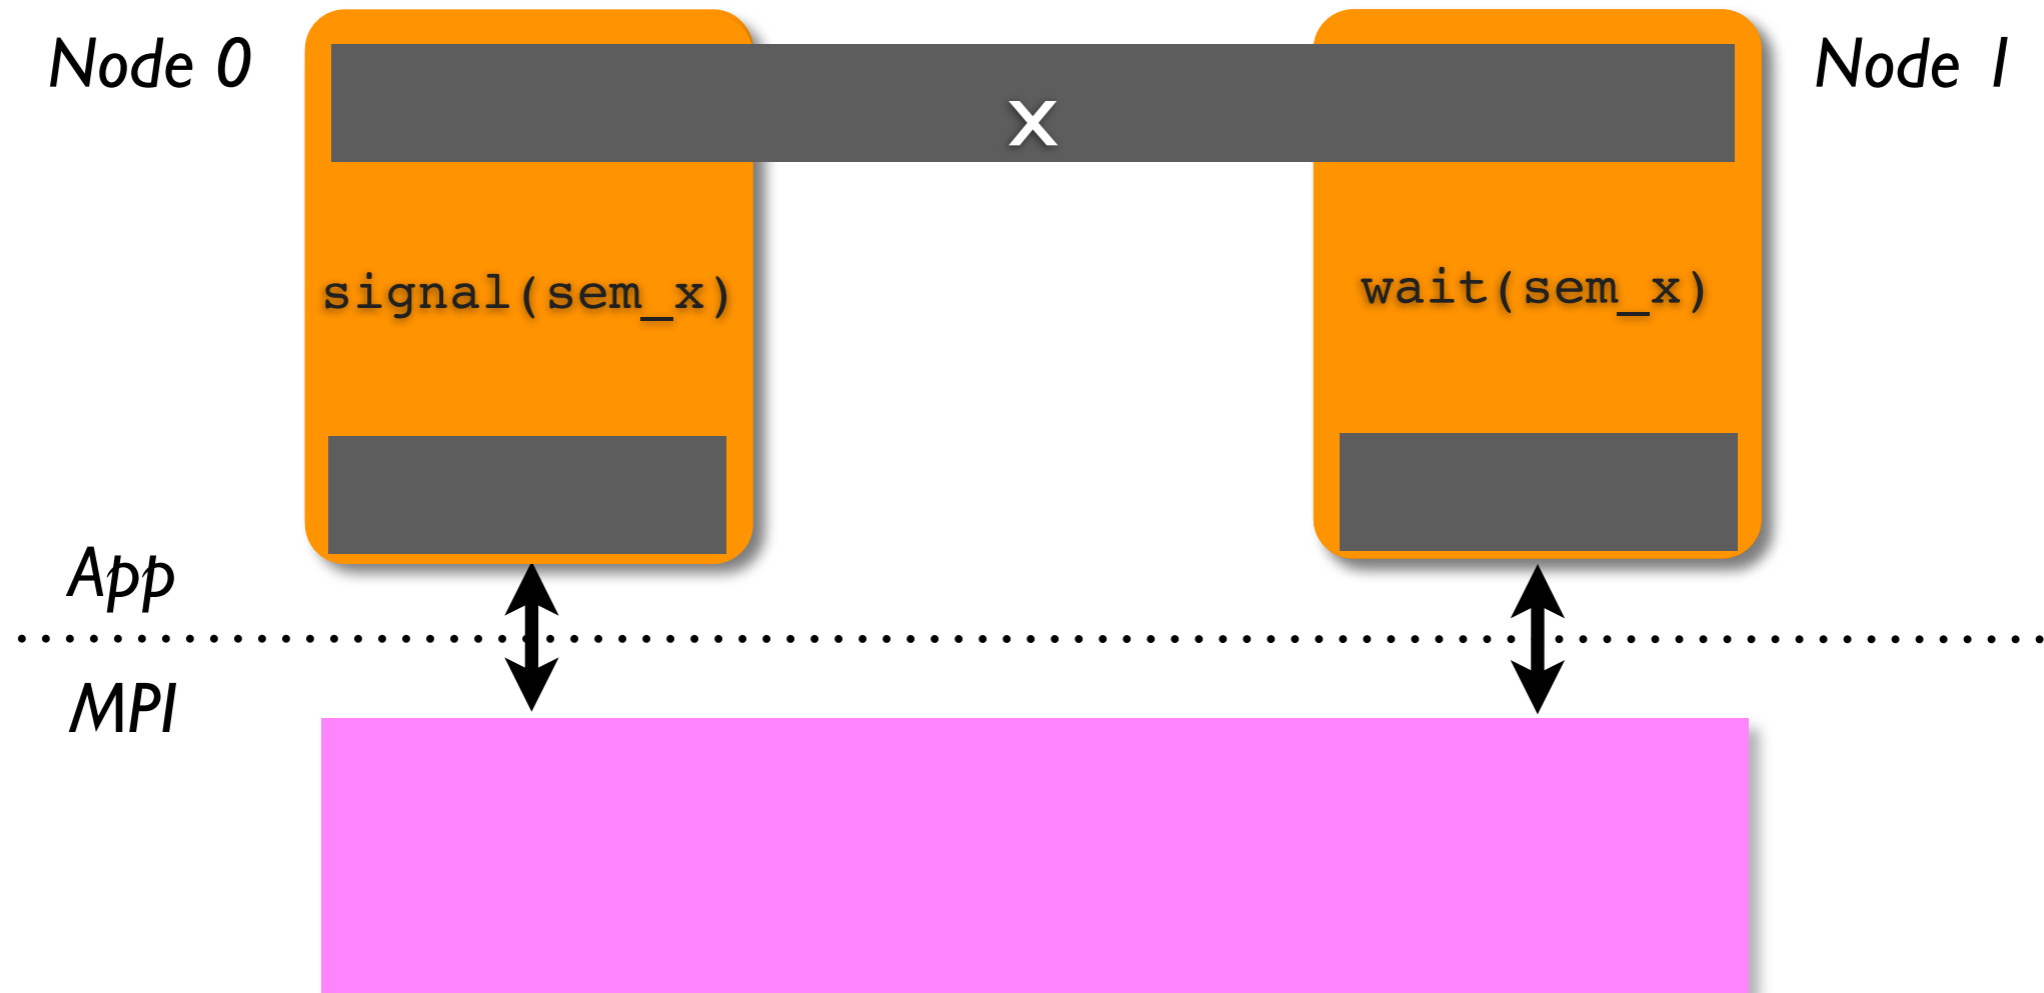 Node 0
Node 1
x
signal(sem_x)
wait(sem_x)
App
MPI